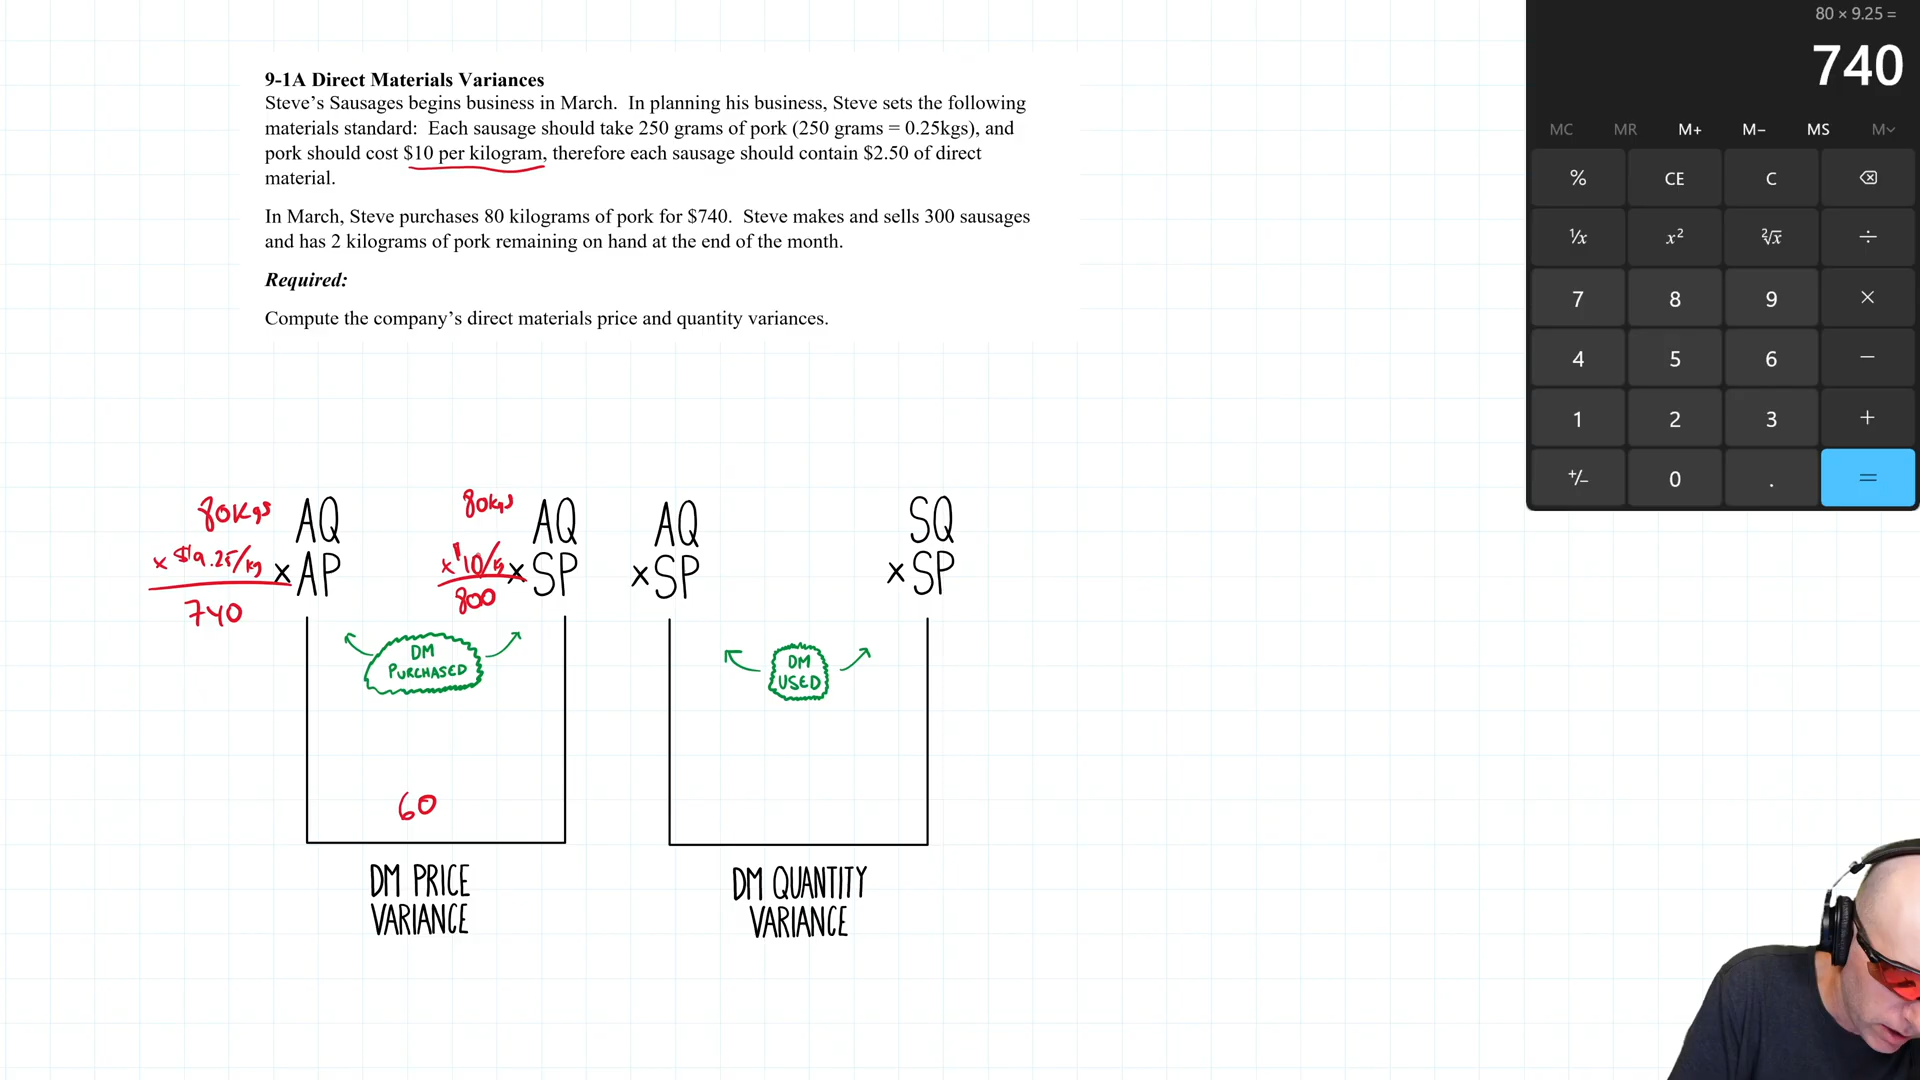 9-1A Direct Materials Variances
Steve's Sausages begins business in March. In planning his business, Steve sets the following
materials standard: Each sausage should take 250 grams of pork (250 grams = 0.25kgs), and
pork should cost $10 per kilogram, therefore each sausage should contain $2.50 of direct
material.
In March, Steve purchases 80 kilograms of pork for $740. Steve makes and sells 300 sausages
and has 2 kilograms of pork remaining on hand at the end of the month.
Required:
Compute the company's direct materials price and quantity variances.
80 × 9.25 =
740
MC MR M+ M− MS M˅
% CE C
¹/x x² ²√x ÷
7 8 9 ×
4 5 6 −
1 2 3 +
+/− 0 . =
80kgs AQ
x $9.25/kg x AP
740
80kgs AQ
x $10/kg x SP
800
AQ
x SP
SQ
x SP
DM
PURCHASED
DM
USED
60
DM PRICE
VARIANCE
DM QUANTITY
VARIANCE